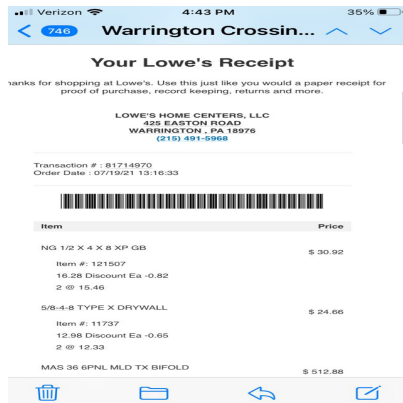 Verizon 4:43 PM 35%
746 Warrington Crossin...
Your Lowe's Receipt
hanks for shopping at Lowe's. Use this just like you would a paper receipt for
proof of purchase, record keeping, returns and more.
LOWE'S HOME CENTERS, LLC
425 EASTON ROAD
WARRINGTON , PA 18976
(215) 491-5968
Transaction # : 81714970
Order Date : 07/19/21 13:16:33
Item Price
NG 1/2 X 4 X 8 XP GB $ 30.92
Item #: 121507
16.28 Discount Ea -0.82
2 @ 15.46
5/8-4-8 TYPE X DRYWALL $ 24.66
Item #: 11737
12.98 Discount Ea -0.65
2 @ 12.33
MAS 36 6PNL MLD TX BIFOLD $ 512.88